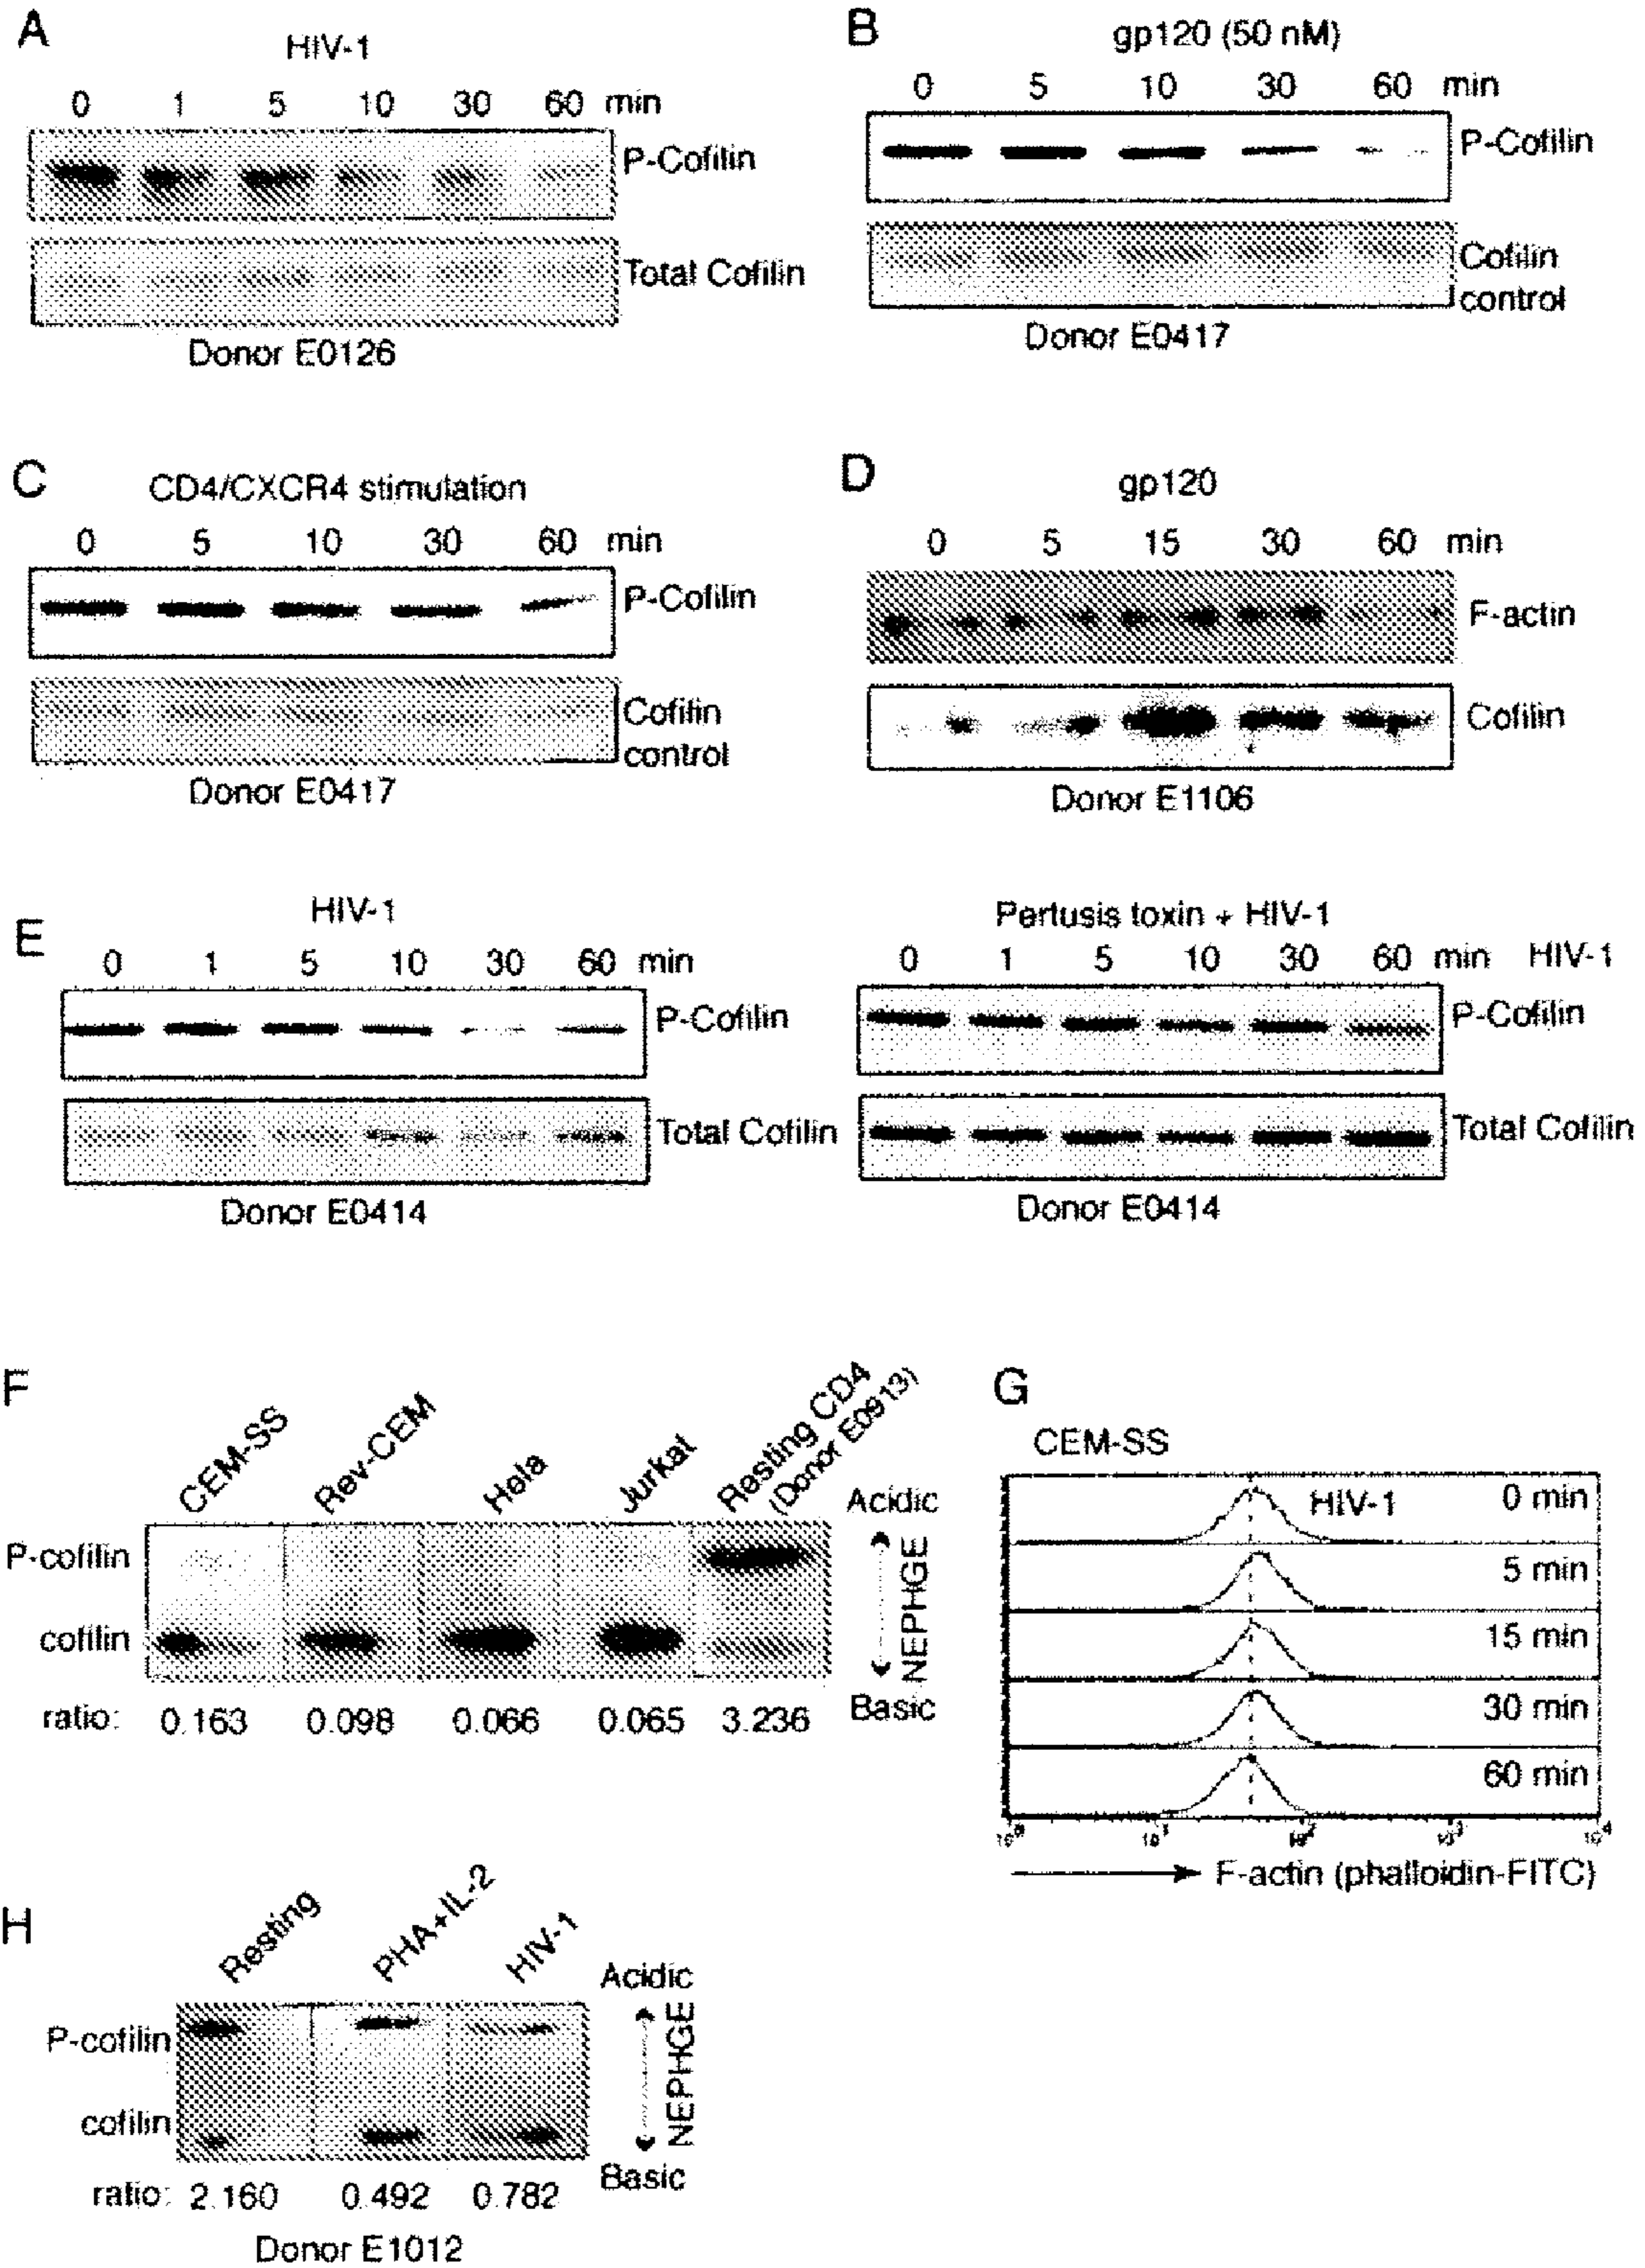 A
HIV-1
0 1 5 10 30 60 min
P-Cofilin
Total Cofilin
Donor E0126
B
gp120 (50 nM)
0 5 10 30 60 min
P-Cofilin
Cofilin
control
Donor E0417
C
CD4/CXCR4 stimulation
0 5 10 30 60 min
P-Cofilin
Cofilin
control
Donor E0417
D
gp120
0 5 15 30 60 min
F-actin
Cofilin
Donor E1106
E
HIV-1
0 1 5 10 30 60 min
P-Cofilin
Total Cofilin
Donor E0414
Pertusis toxin + HIV-1
0 1 5 10 30 60 min HIV-1
P-Cofilin
Total Cofilin
Donor E0414
F
CEM-SS
Rev-CEM
Hela
Jurkat
Resting CD4
(Donor E0913)
P-cofilin
cofilin
Acidic
NEPHGE
Basic
ratio: 0.163 0.098 0.066 0.065 3.236
G
CEM-SS
HIV-1
0 min
5 min
15 min
30 min
60 min
10⁰ 10¹ 10² 10³ 10⁴
F-actin (phalloidin-FITC)
H
Resting
PHA+IL-2
HIV-1
P-cofilin
cofilin
Acidic
NEPHGE
Basic
ratio: 2.160 0.492 0.782
Donor E1012